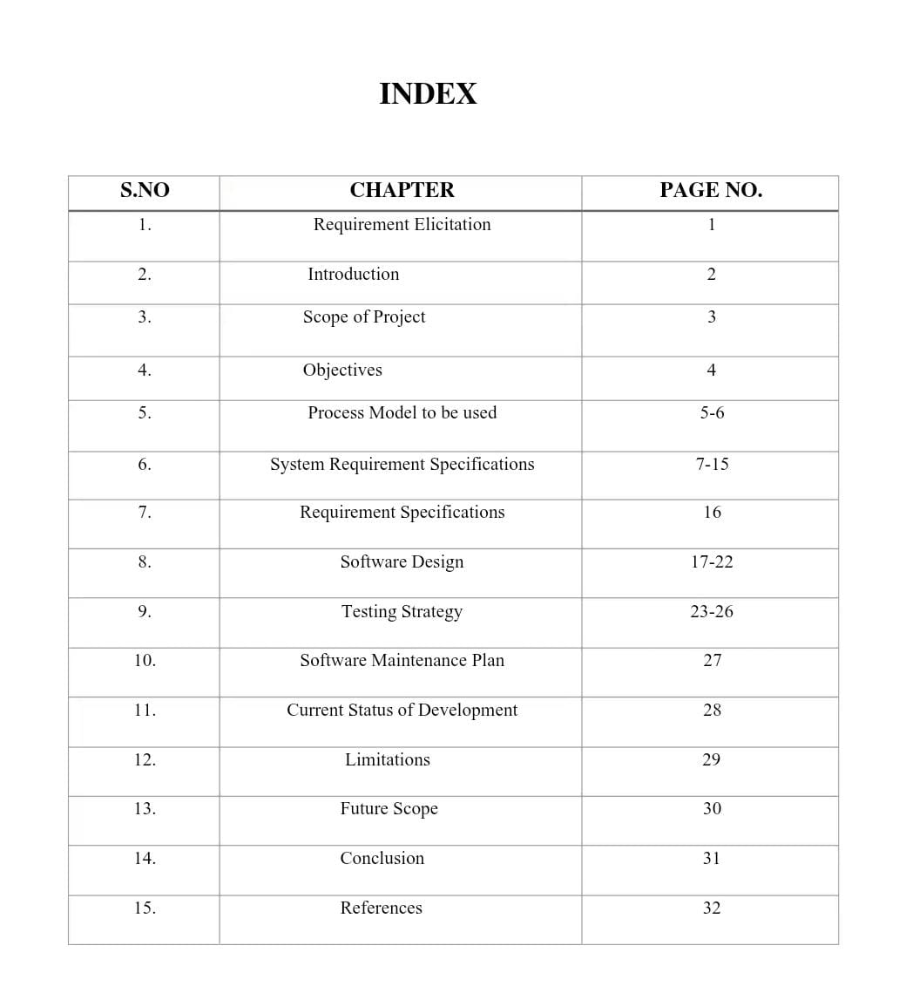 INDEX
S.NO CHAPTER PAGE NO.
1. Requirement Elicitation 1
2. Introduction 2
3. Scope of Project 3
4. Objectives 4
5. Process Model to be used 5-6
6. System Requirement Specifications 7-15
7. Requirement Specifications 16
8. Software Design 17-22
9. Testing Strategy 23-26
10. Software Maintenance Plan 27
11. Current Status of Development 28
12. Limitations 29
13. Future Scope 30
14. Conclusion 31
15. References 32